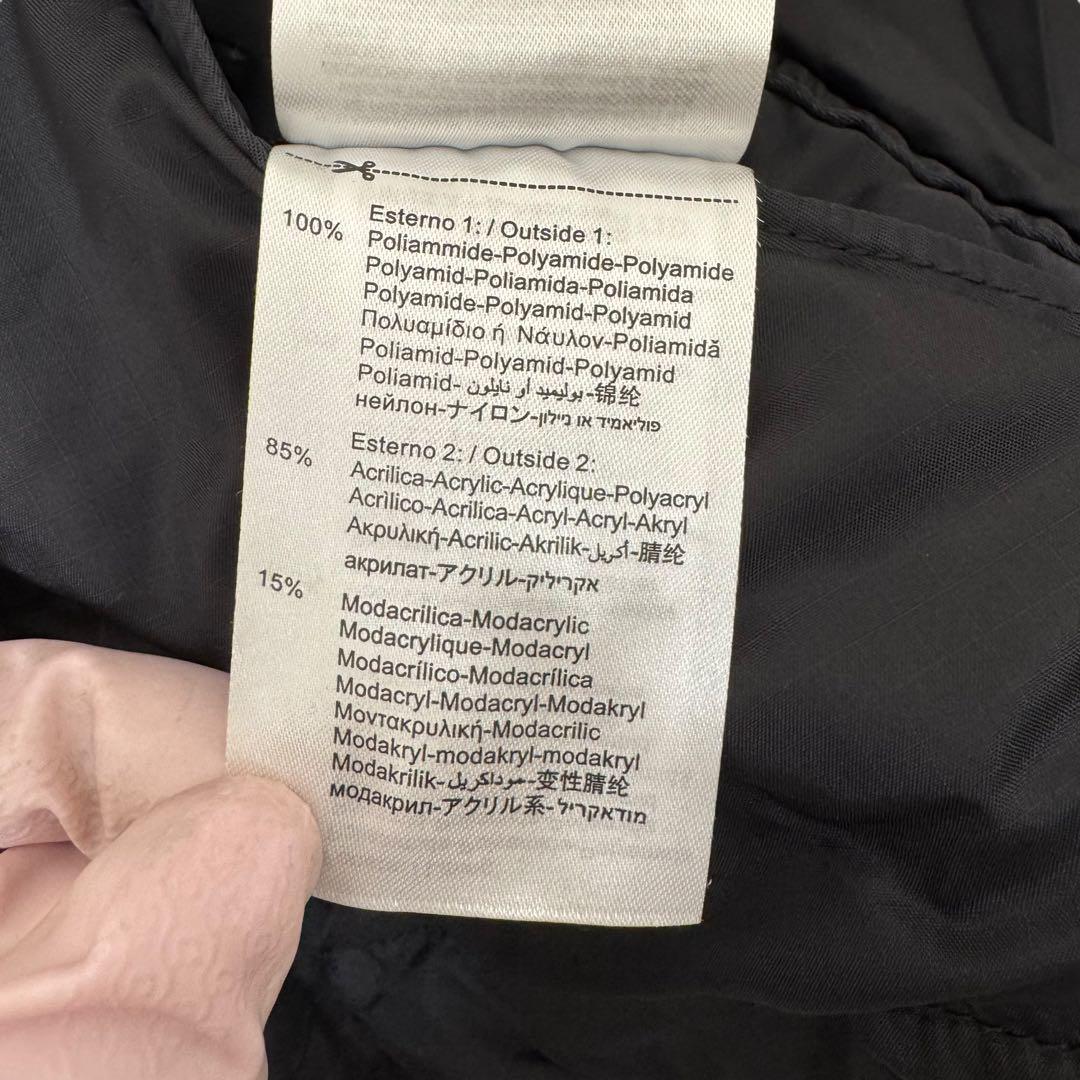 100% Esterno 1: / Outside 1:
Poliammide-Polyamide-Polyamide
Polyamid-Poliamida-Poliamida
Polyamide-Polyamid-Polyamid
Πολυαμίδιο ή Νάυλον-Poliamidă
Poliamid-Polyamid-Polyamid
Poliamid-بوليميد أو نايلون-锦纶
нейлон-ナイロン-פוליאמיד או נילון
85% Esterno 2: / Outside 2:
Acrilica-Acrylic-Acrylique-Polyacryl
Acrìlico-Acrilica-Acryl-Acryl-Akryl
Ακρυλική-Acrilic-Akrilik-أكريل-腈纶
акрилат-アクリル-אקריליק
15% Modacrilica-Modacrylic
Modacrylique-Modacryl
Modacrílico-Modacrílica
Modacryl-Modacryl-Modakryl
Μοντακρυλική-Modacrilic
Modakryl-modakryl-modakryl
Modakrilik-موداكريل-变性腈纶
модакрил-アクリル系-מודאקריל